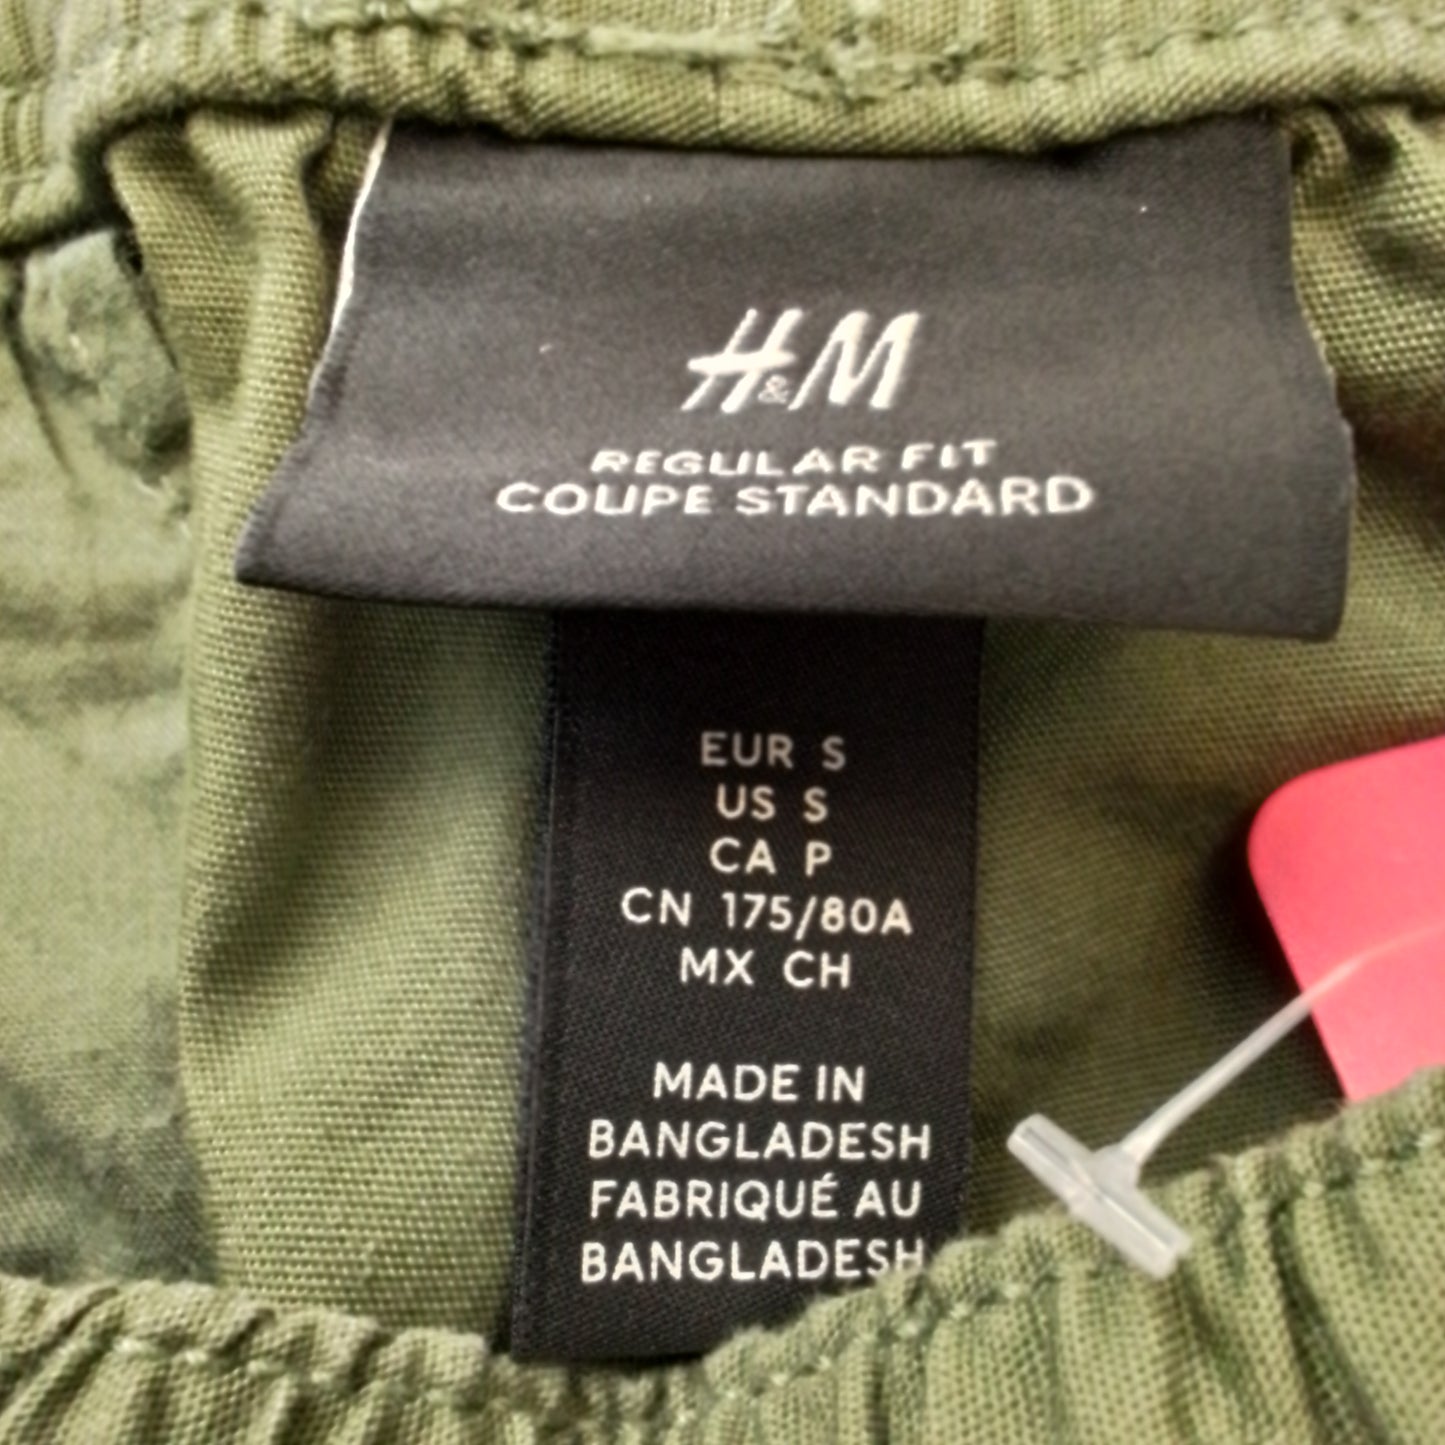 H&M
REGULAR FIT
COUPE STANDARD
EUR S
US S
CA P
CN 175/80A
MX CH
MADE IN
BANGLADESH
FABRIQUÉ AU
BANGLADESH